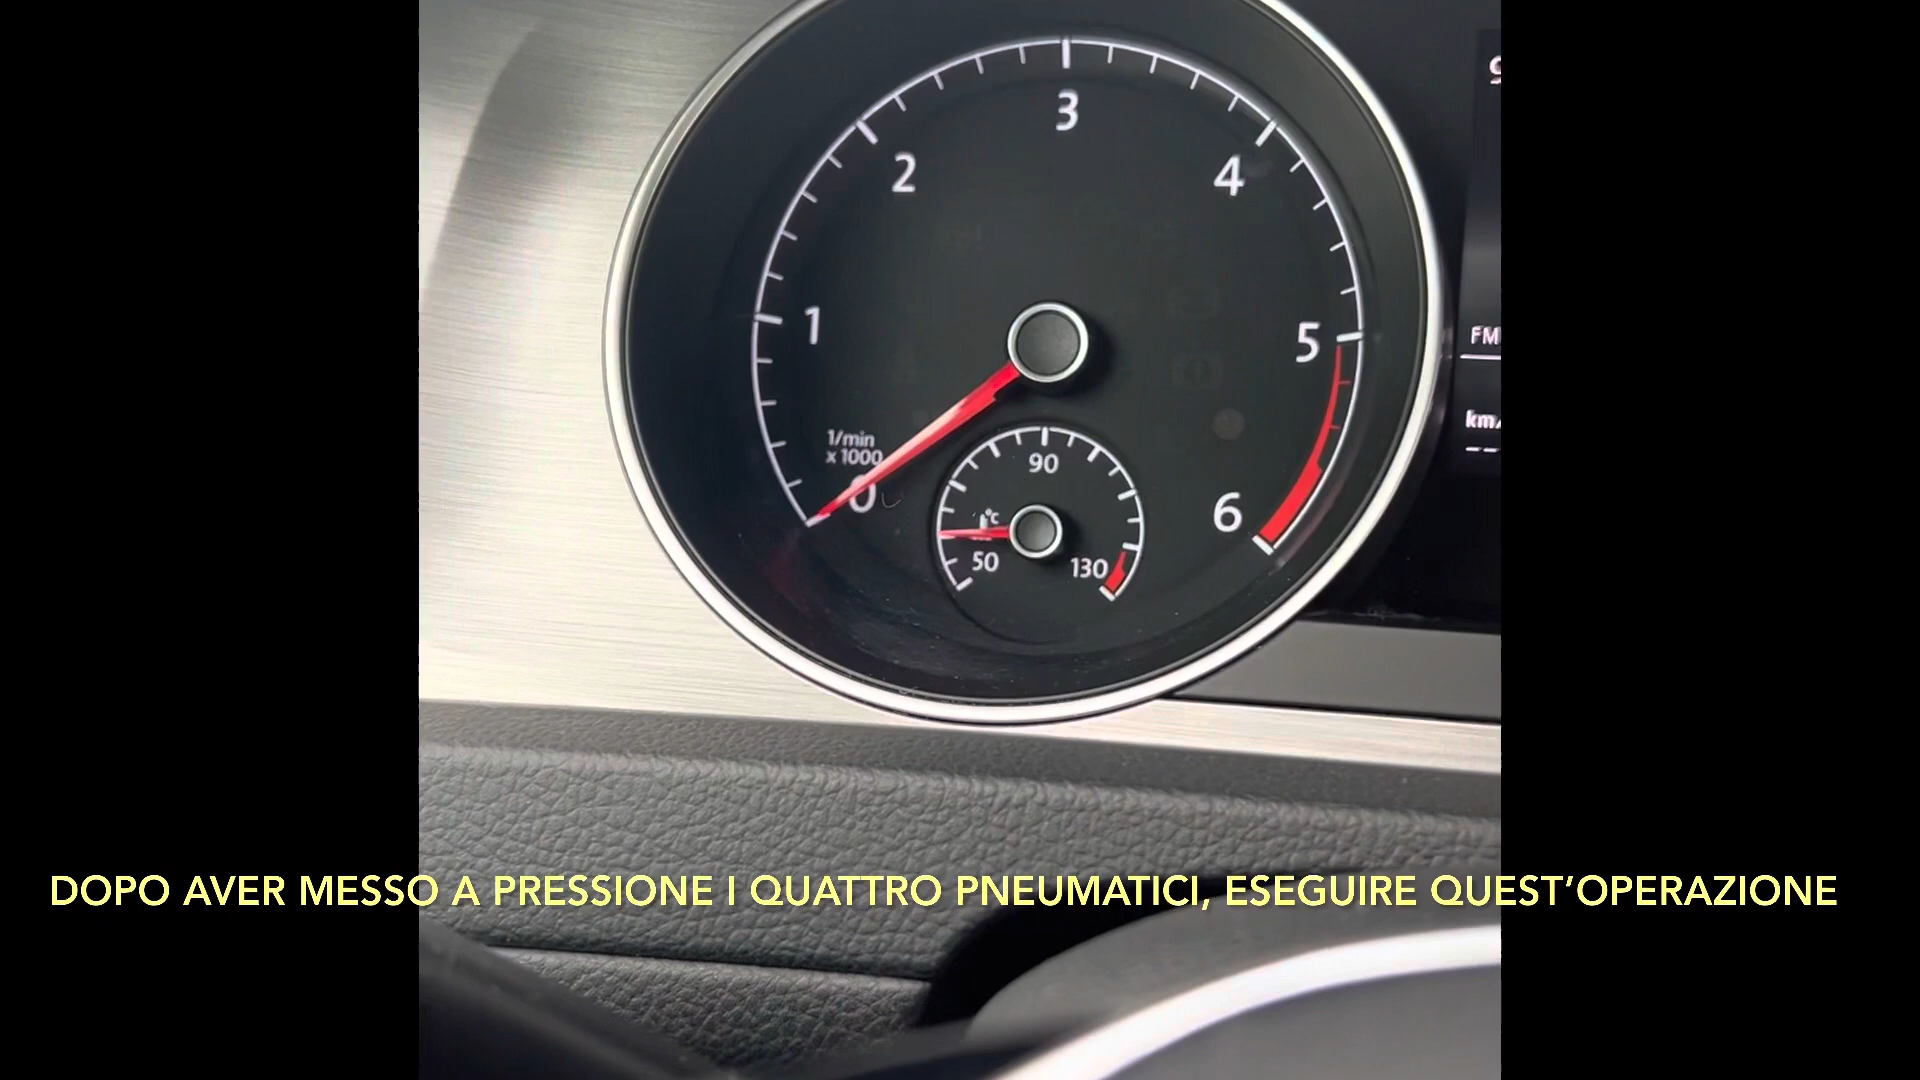 9
3
2
4
1
5
FM
1/min
x 1000
km/
0
90
°C
6
50
130
DOPO AVER MESSO A PRESSIONE I QUATTRO PNEUMATICI, ESEGUIRE QUEST’OPERAZIONE